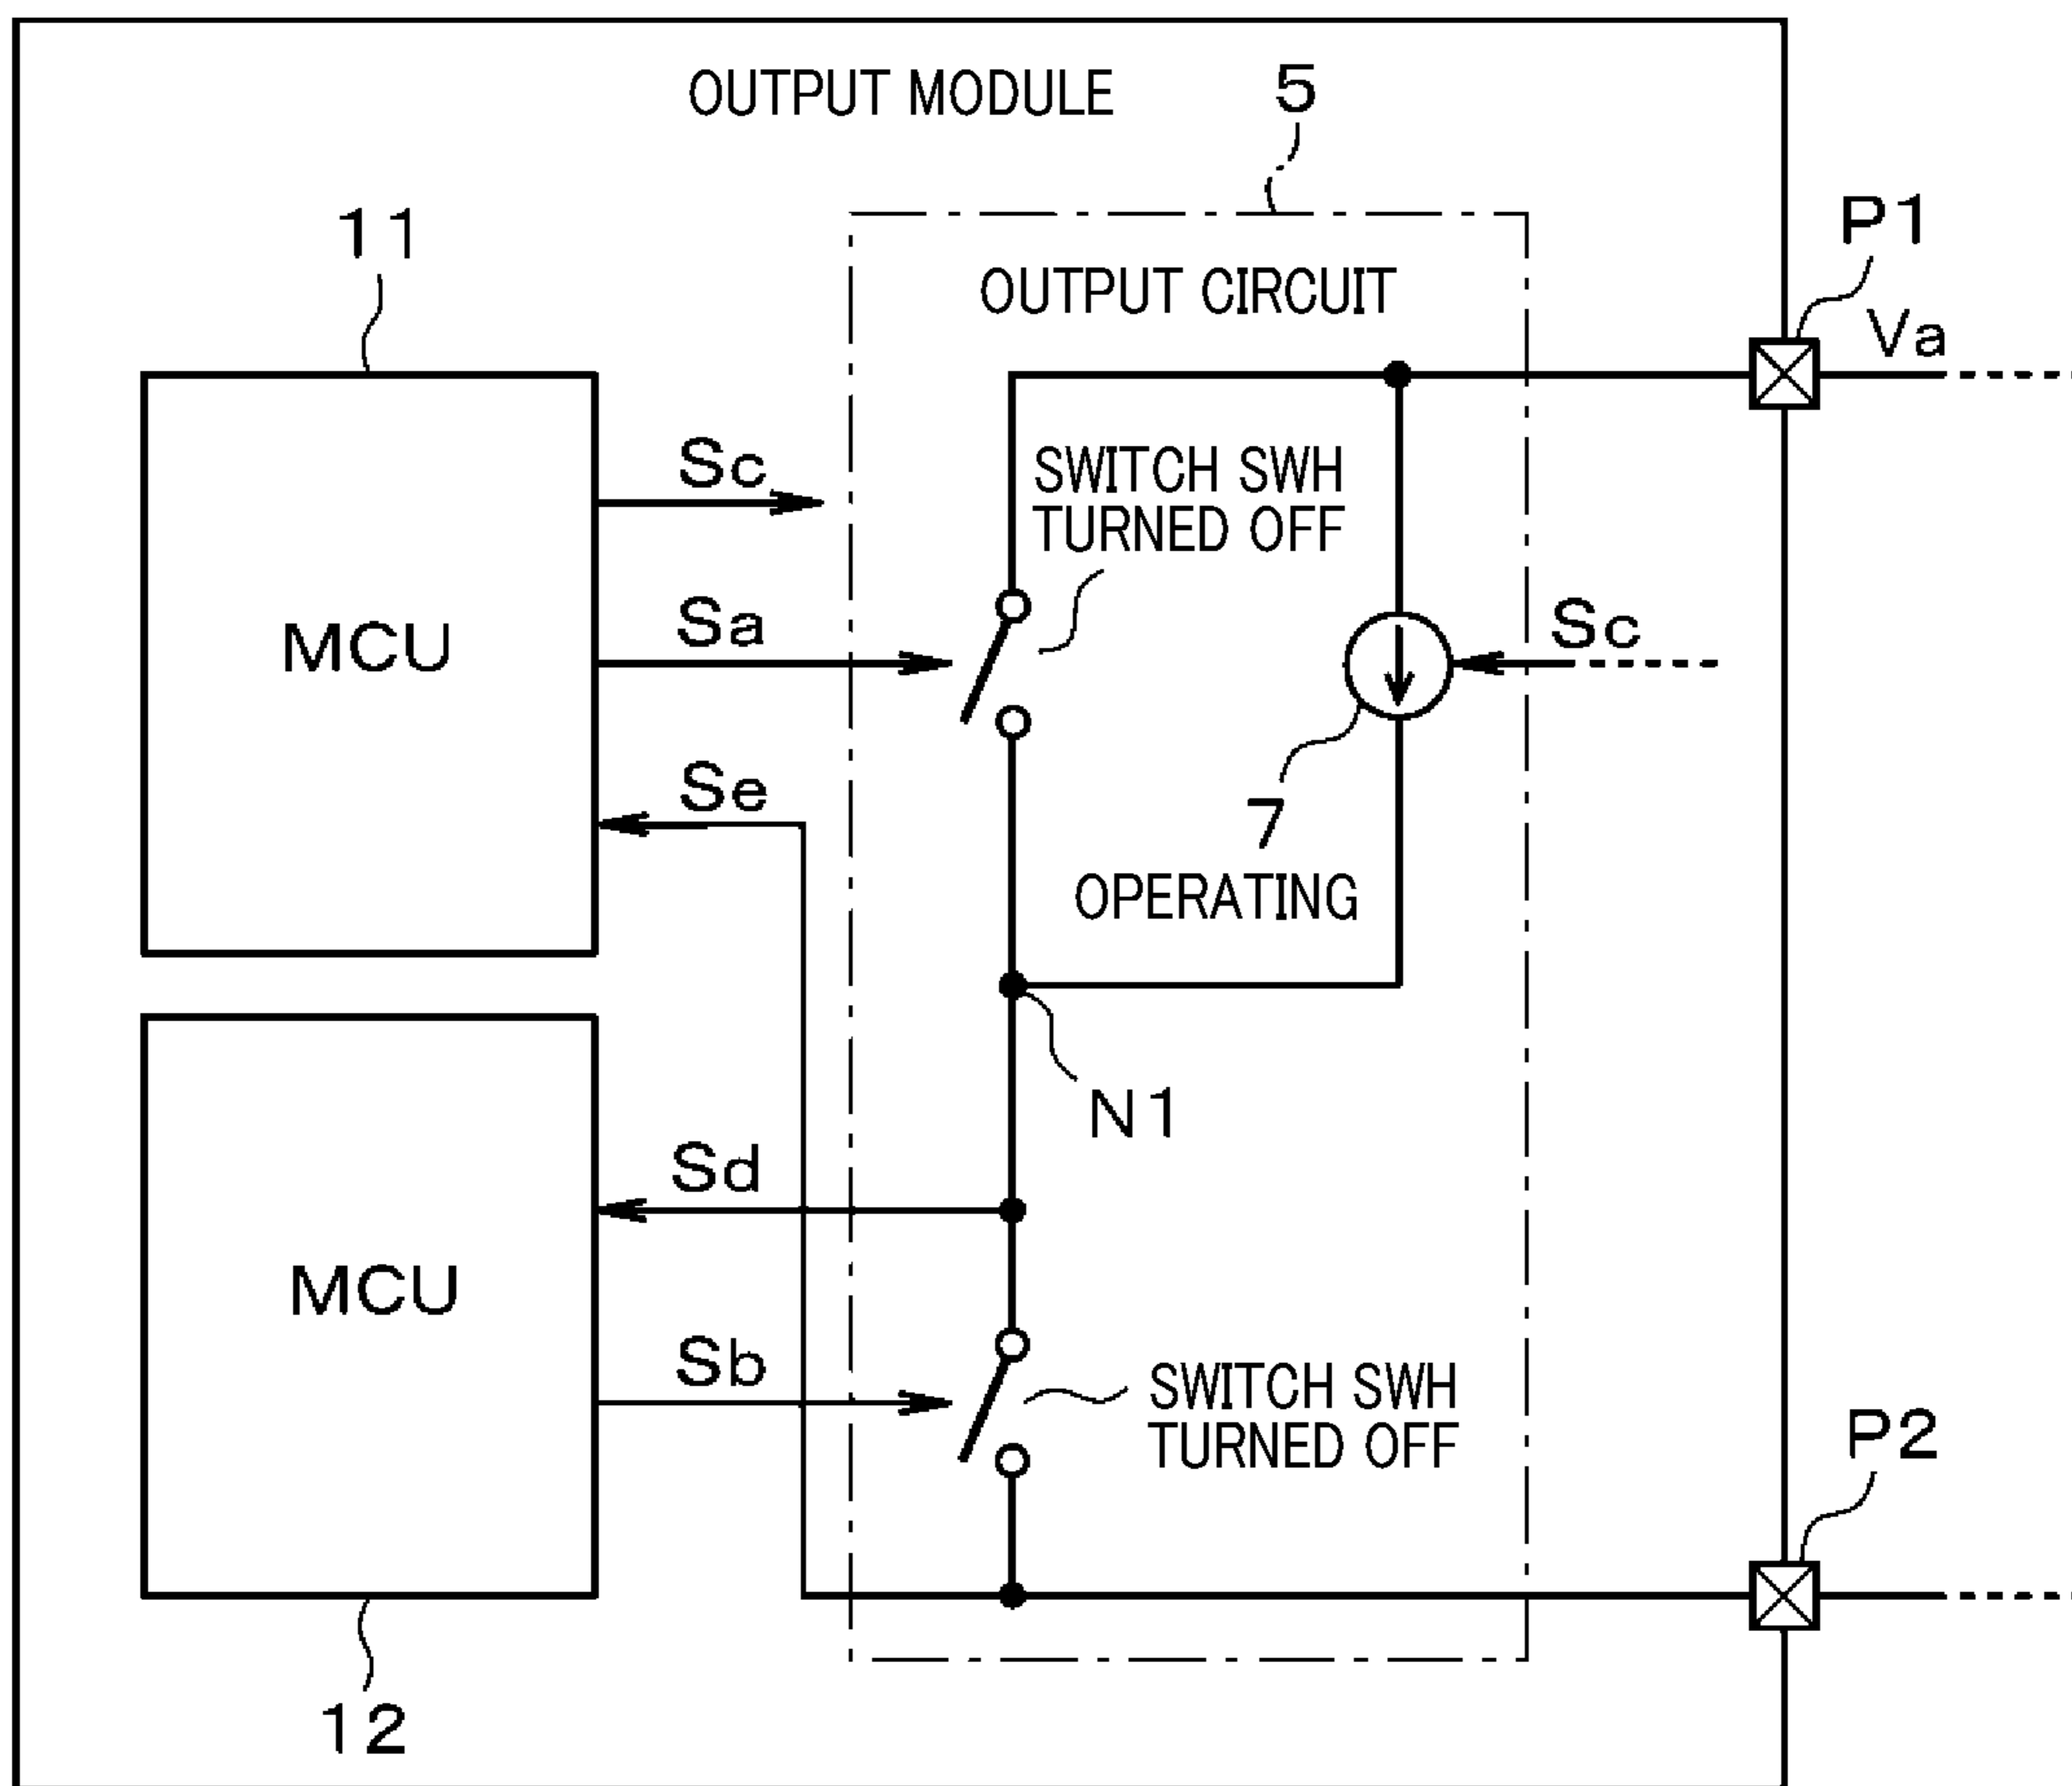 OUTPUT MODULE
5
11
P1
OUTPUT CIRCUIT
Va
Sc
SWITCH SWH
TURNED OFF
MCU
Sa
Sc
Se
7
OPERATING
N1
Sd
MCU
Sb
SWITCH SWH
TURNED OFF
P2
12